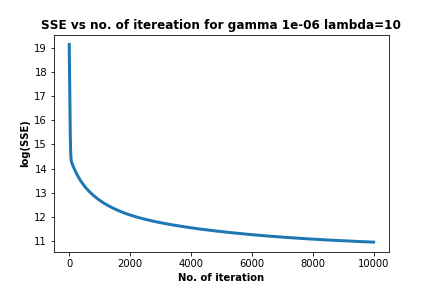 SSE vs no. of itereation for gamma 1e-06 lambda=10
19
18
17
16
15
14
13
12
11
log(SSE)
0 2000 4000 6000 8000 10000
No. of iteration